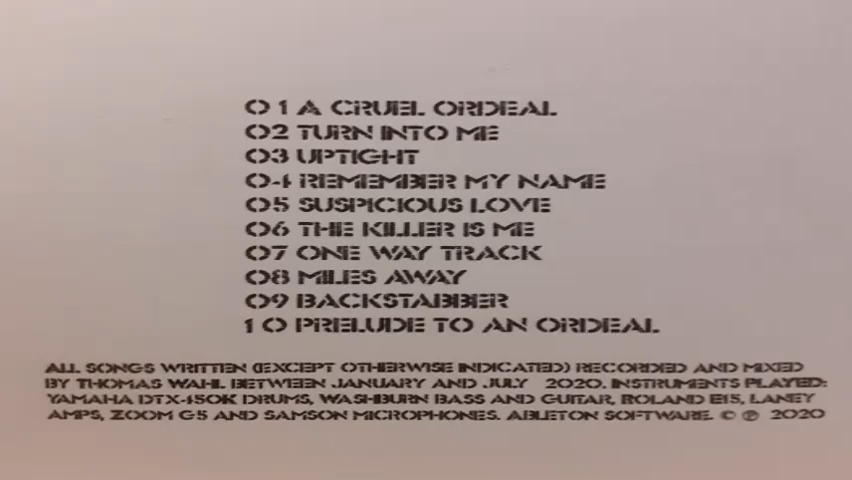 01 A CRUEL ORDEAL
02 TURN INTO ME
03 UPTIGHT
04 REMEMBER MY NAME
05 SUSPICIOUS LOVE
06 THE KILLER IS ME
07 ONE WAY TRACK
08 MILES AWAY
09 BACKSTABBER
10 PRELUDE TO AN ORDEAL
ALL SONGS WRITTEN (EXCEPT OTHERWISE INDICATED) RECORDED AND MIXED
BY THOMAS WAHL BETWEEN JANUARY AND JULY 2020. INSTRUMENTS PLAYED:
YAMAHA DTX-450K DRUMS, WASHBURN BASS AND GUITAR, ROLAND E15, LANEY
AMPS, ZOOM G5 AND SAMSON MICROPHONES. ABLETON SOFTWARE. © ℗ 2020